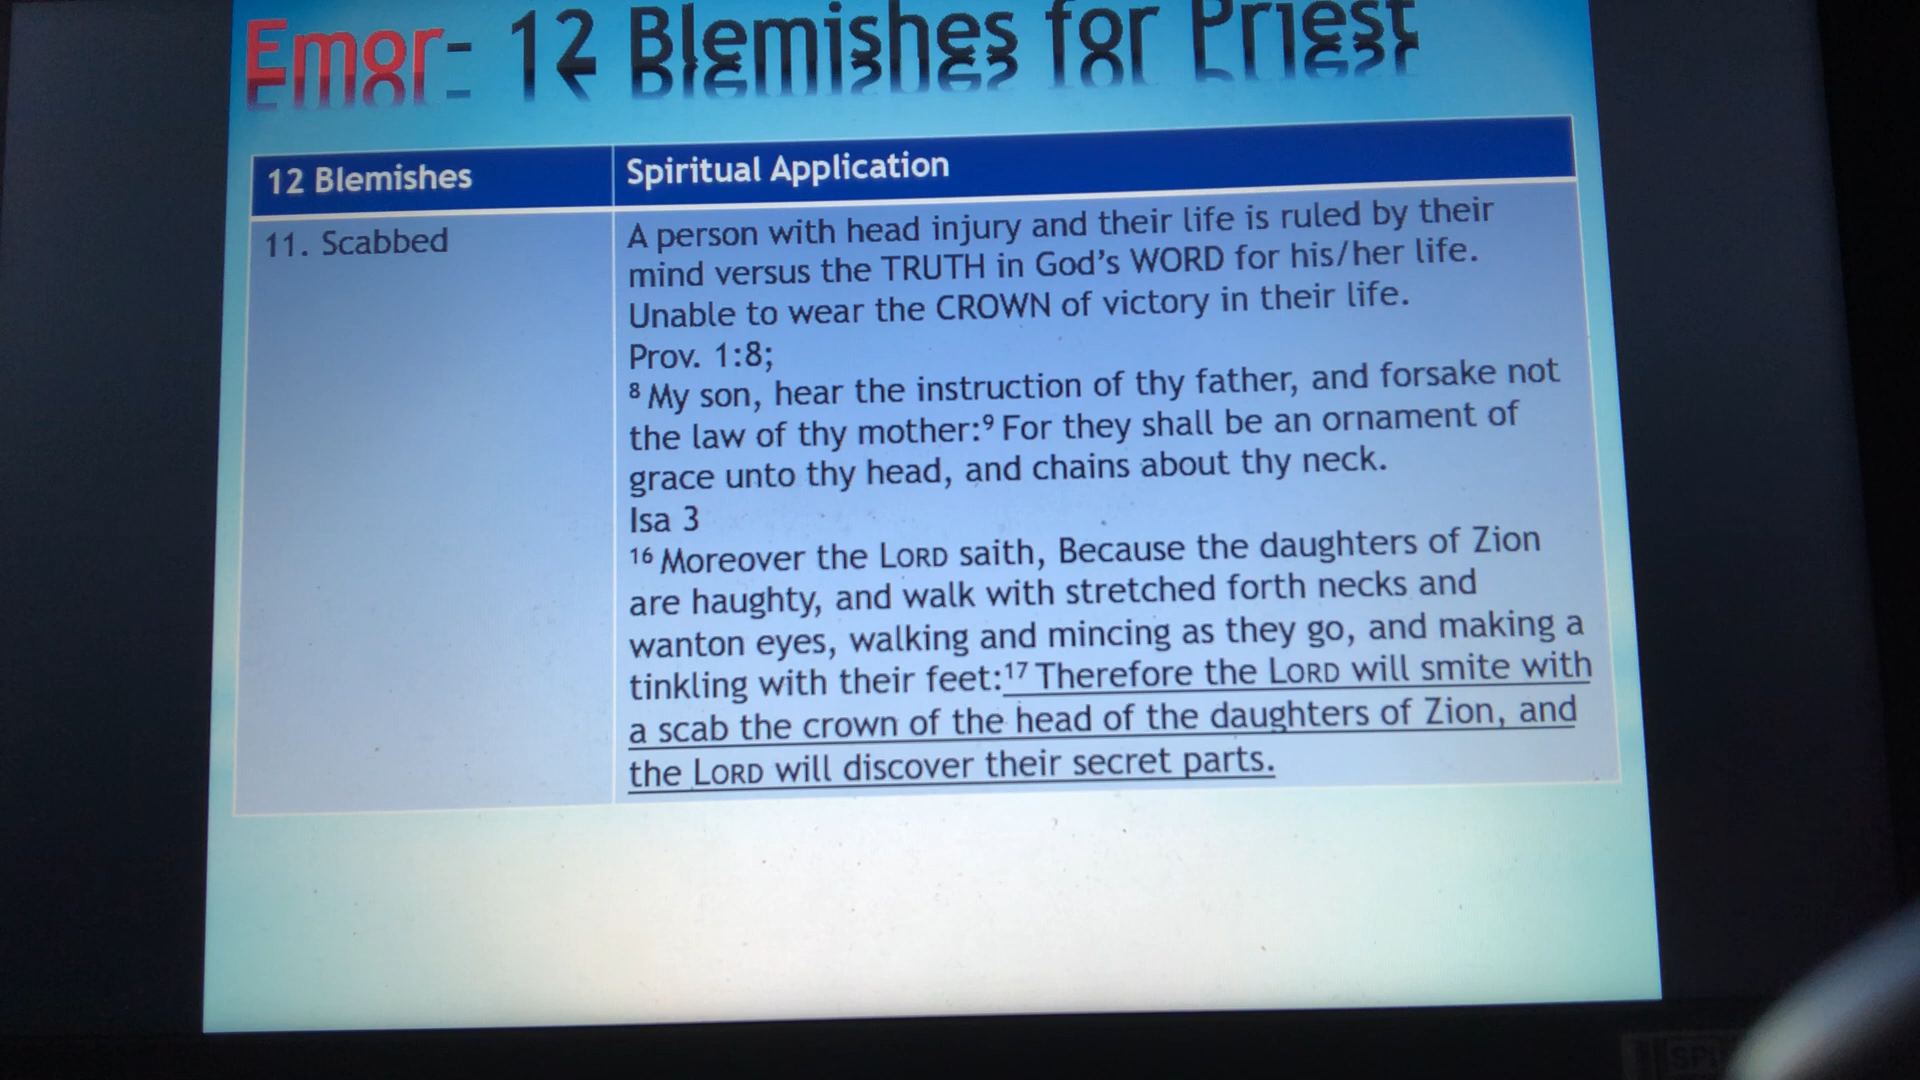 Emor- 12 Blemishes for Priest
12 Blemishes
Spiritual Application
11. Scabbed
A person with head injury and their life is ruled by their
mind versus the TRUTH in God's WORD for his/her life.
Unable to wear the CROWN of victory in their life.
Prov. 1:8;
8 My son, hear the instruction of thy father, and forsake not
the law of thy mother:9 For they shall be an ornament of
grace unto thy head, and chains about thy neck.
Isa 3
16 Moreover the LORD saith, Because the daughters of Zion
are haughty, and walk with stretched forth necks and
wanton eyes, walking and mincing as they go, and making a
tinkling with their feet:17 Therefore the LORD will smite with
a scab the crown of the head of the daughters of Zion, and
the LORD will discover their secret parts.